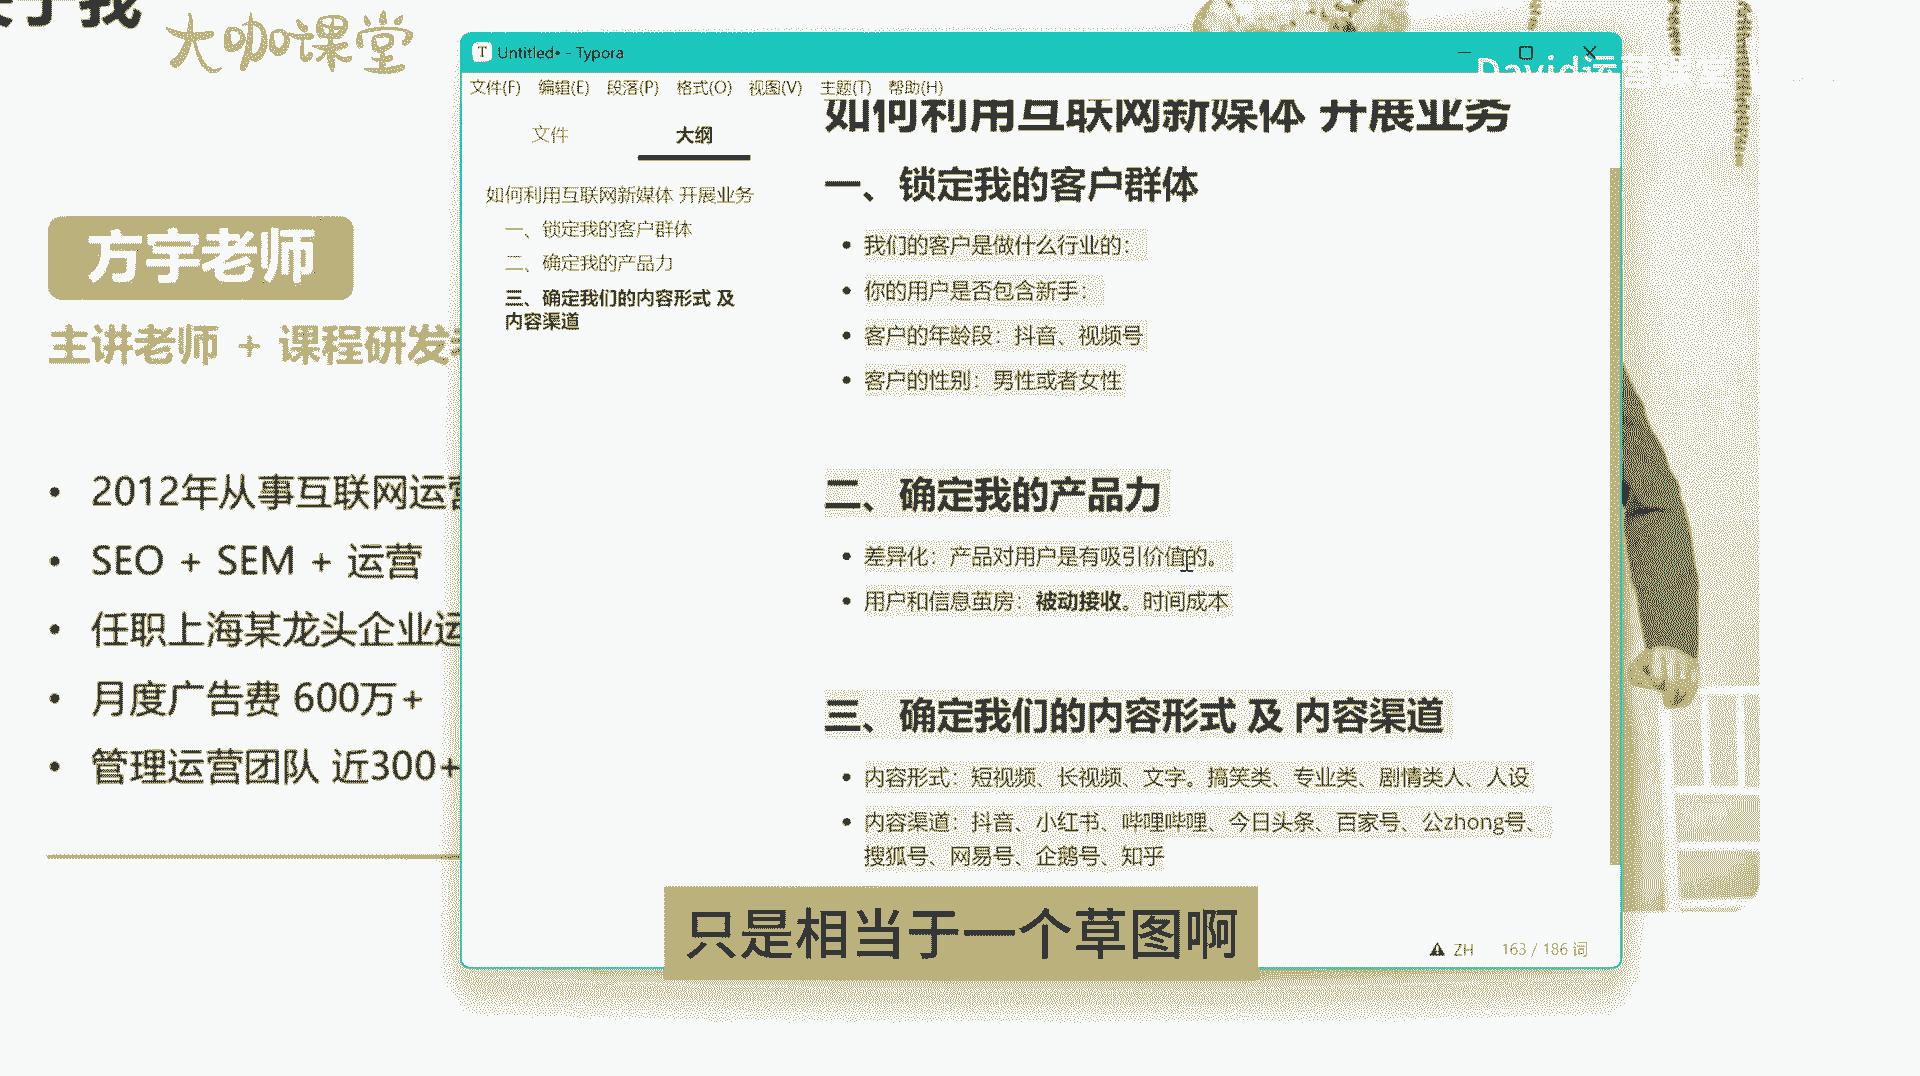 关于我
大咖课堂
David运营课堂
方宇老师
主讲老师 + 课程研发
2012年从事互联网运营
SEO + SEM + 运营
任职上海某龙头企业运
月度广告费 600万+
管理运营团队 近300+
Untitled• - Typora
文件(F) 编辑(E) 段落(P) 格式(O) 视图(V) 主题(T) 帮助(H)
文件 大纲
如何利用互联网新媒体 开展业务
一、锁定我的客户群体
二、确定我的产品力
三、确定我们的内容形式 及
内容渠道
如何利用互联网新媒体 开展业务
一、锁定我的客户群体
我们的客户是做什么行业的：
你的用户是否包含新手：
客户的年龄段：抖音、视频号
客户的性别：男性或者女性
二、确定我的产品力
差异化：产品对用户是有吸引价值的。
用户和信息茧房：被动接收。时间成本
三、确定我们的内容形式 及 内容渠道
内容形式：短视频、长视频、文字。搞笑类、专业类、剧情类人、人设
内容渠道：抖音、小红书、哔哩哔哩、今日头条、百家号、公zhong号、
搜狐号、网易号、企鹅号、知乎
ZH 163 / 186 词
只是相当于一个草图啊